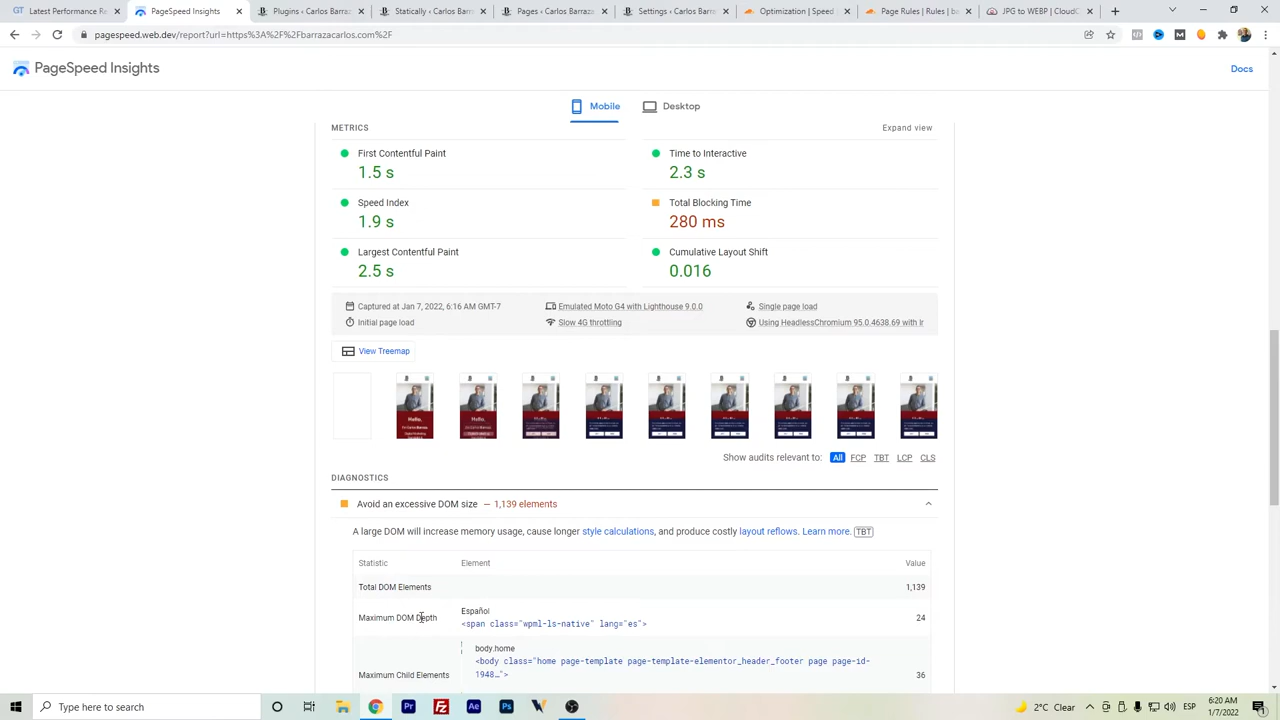 Latest Performance Re
PageSpeed Insights
Plugins ‹ Carlos Barraz
Speed ‹ Carlos Barraza
Pages ‹ Carlos Barraza
Settings ‹ Carlos Barra
Optimization | Speed |
Page Rules | Rules | ba
JPG to WEBP | CloudC
pagespeed.web.dev/report?url=https%3A%2F%2Fbarrazacarlos.com%2F
PageSpeed Insights
Docs
Mobile
Desktop
METRICS
Expand view
First Contentful Paint
Time to Interactive
1.5 s
2.3 s
Speed Index
Total Blocking Time
1.9 s
280 ms
Largest Contentful Paint
Cumulative Layout Shift
2.5 s
0.016
Captured at Jan 7, 2022, 6:16 AM GMT-7
Emulated Moto G4 with Lighthouse 9.0.0
Single page load
Initial page load
Slow 4G throttling
Using HeadlessChromium 95.0.4638.69 with lr
View Treemap
Hello.
Show audits relevant to: All FCP TBT LCP CLS
DIAGNOSTICS
Avoid an excessive DOM size — 1,139 elements
A large DOM will increase memory usage, cause longer style calculations, and produce costly layout reflows. Learn more. TBT
Statistic
Element
Value
Total DOM Elements
1,139
Maximum DOM Depth
Español
<span class="wpml-ls-native" lang="es">
24
body.home
Maximum Child Elements
<body class="home page-template page-template-elementor_header_footer page page-id-
1948…">
36
Type here to search
2°C Clear
ESP
6:20 AM
1/7/2022